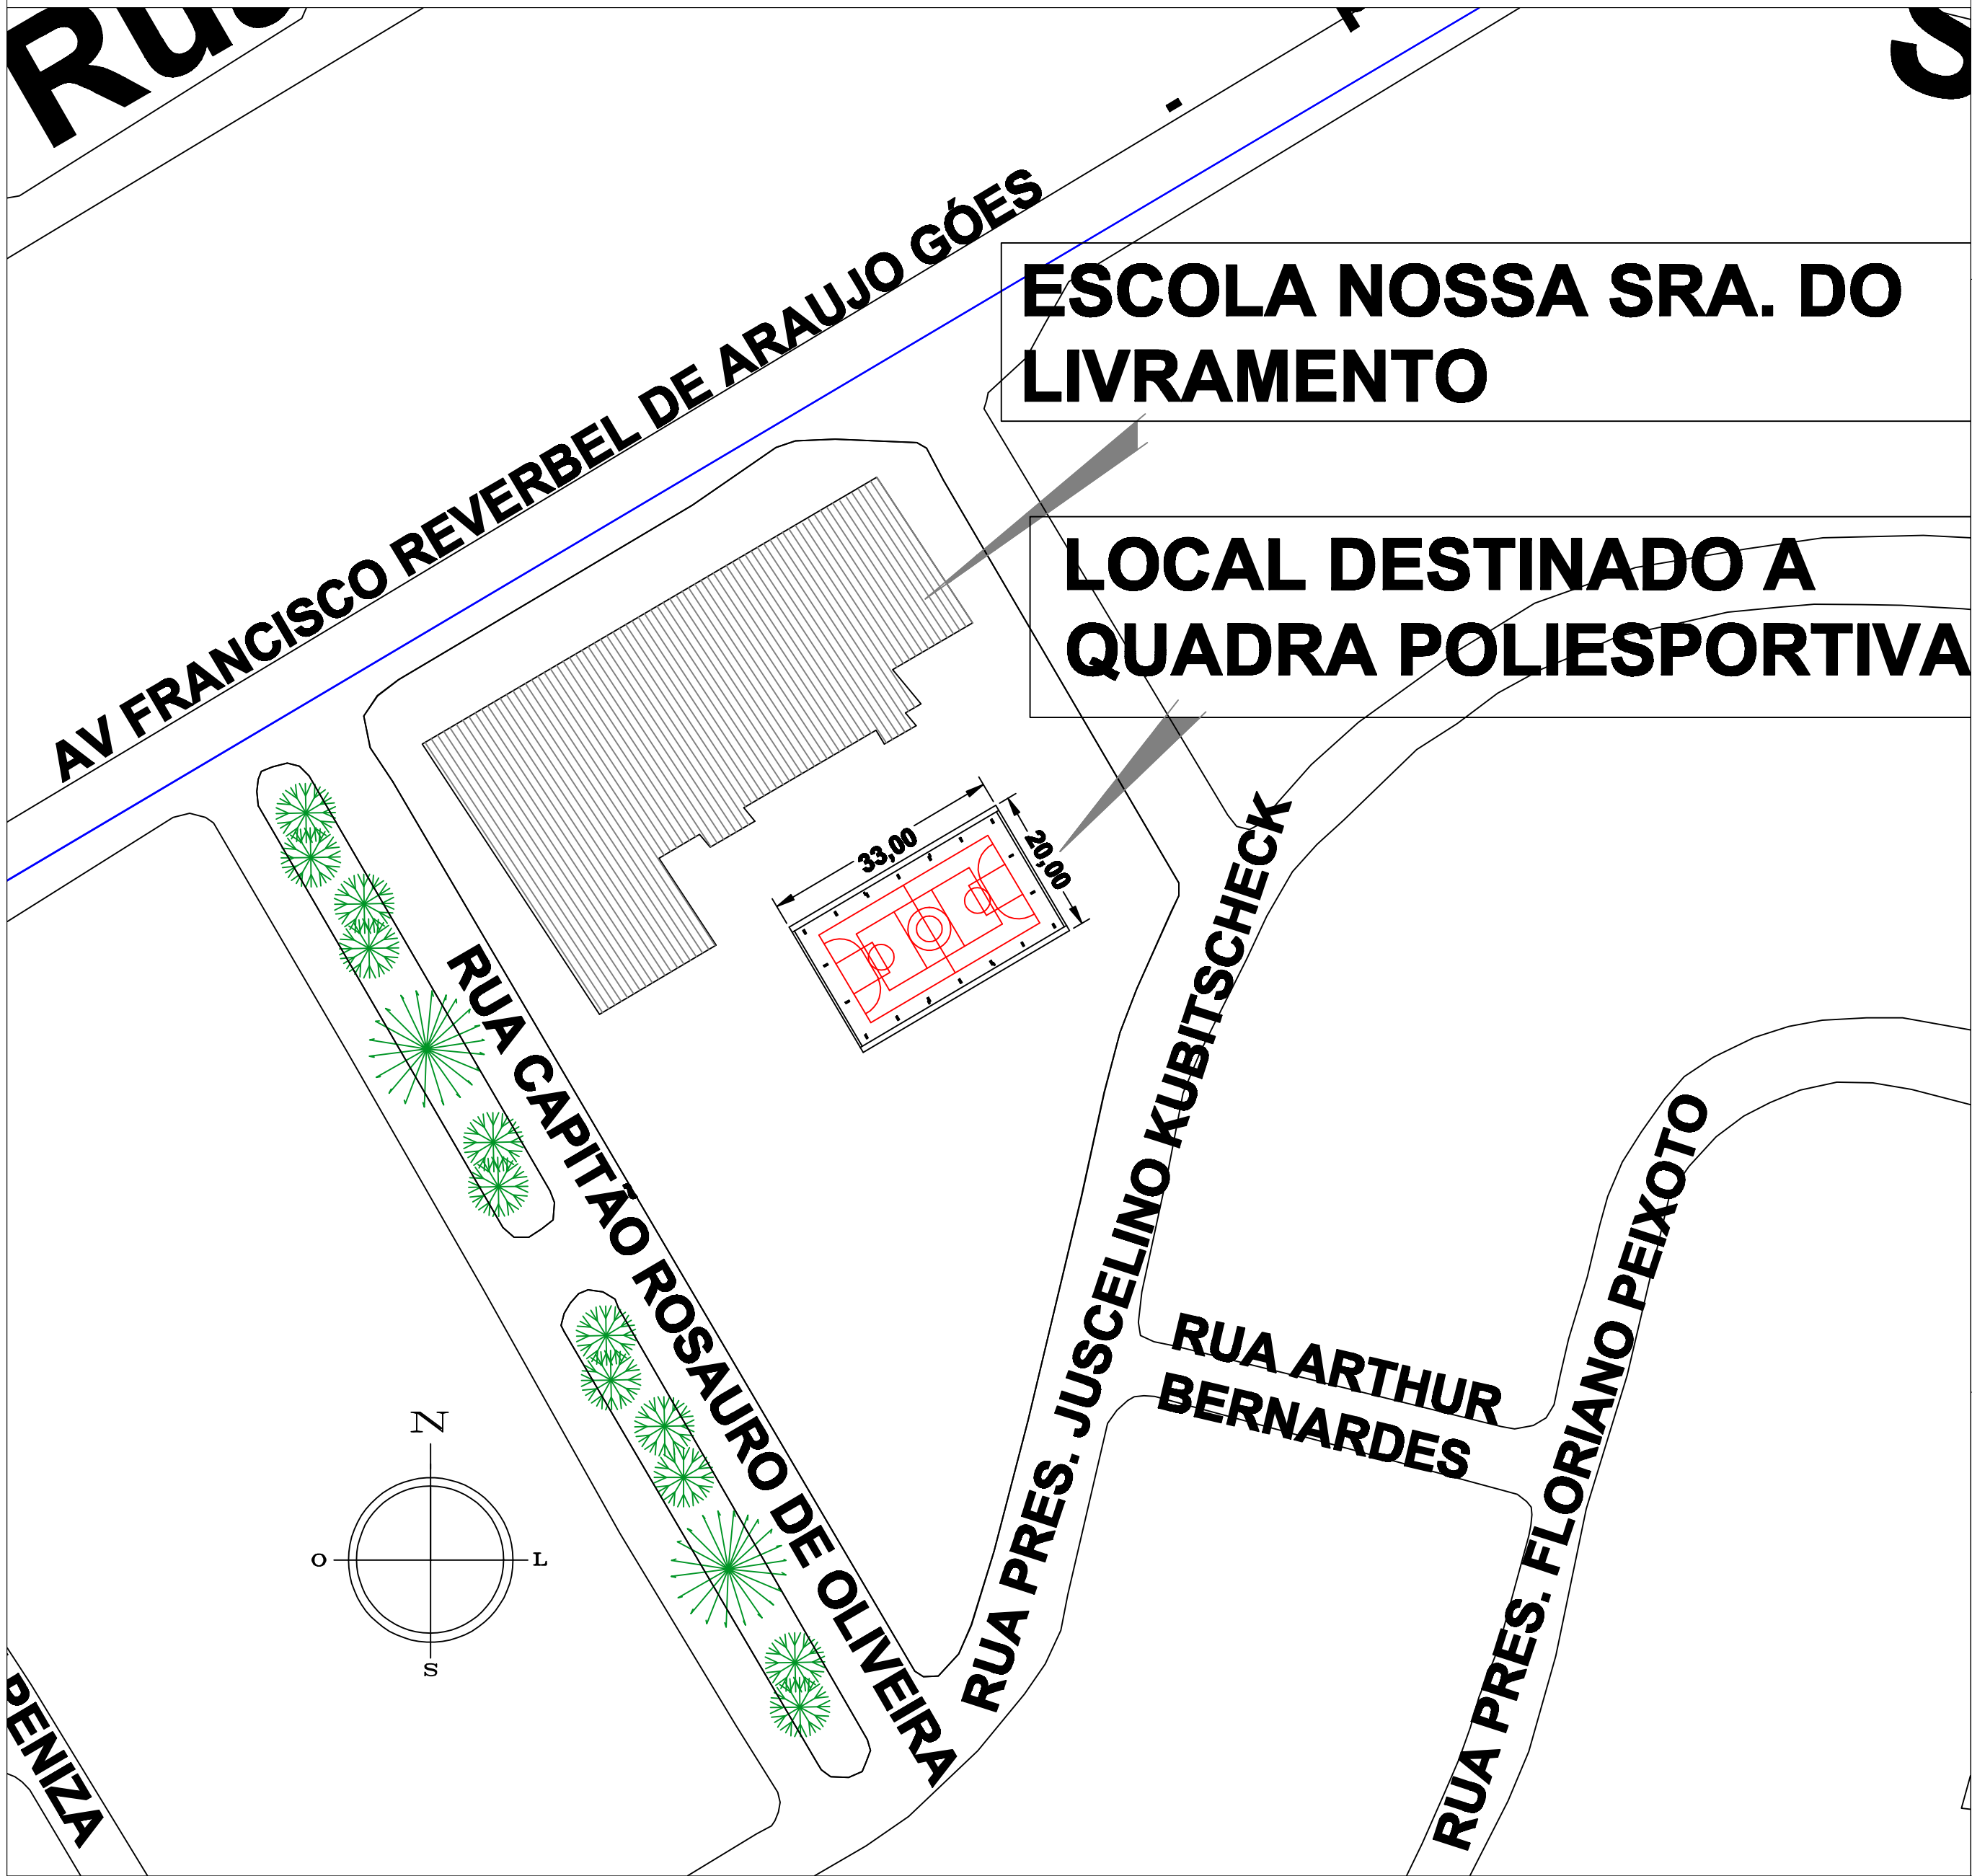 Rua
S
AV FRANCISCO REVERBEL DE ARAUJO GÓES -
ESCOLA NOSSA SRA. DO
LIVRAMENTO
LOCAL DESTINADO A
QUADRA POLIESPORTIVA
33,00
20,00
RUA CAPITÃO ROSAURO DE OLIVEIRA
RUA PRES. JUSCELINO KUBITSCHECK
RUA ARTHUR
BERNARDES
RUA PRES. FLORIANO PEIXOTO
N
O
L
S
PENIZA